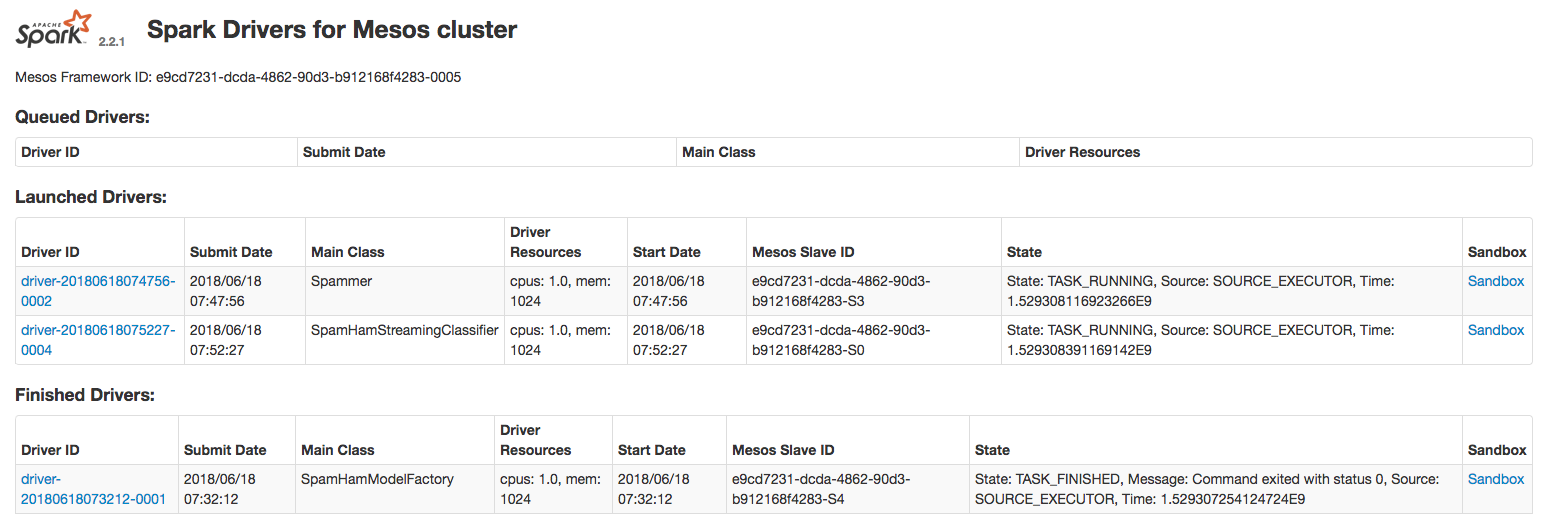 APACHE
Spark 2.2.1 Spark Drivers for Mesos cluster
Mesos Framework ID: e9cd7231-dcda-4862-90d3-b912168f4283-0005
Queued Drivers:
Driver ID Submit Date Main Class Driver Resources
Launched Drivers:
Driver
Driver ID Submit Date Main Class Resources Start Date Mesos Slave ID State Sandbox
driver-20180618074756- 2018/06/18 Spammer cpus: 1.0, mem: 2018/06/18 e9cd7231-dcda-4862-90d3- State: TASK_RUNNING, Source: SOURCE_EXECUTOR, Time: Sandbox
0002 07:47:56 1024 07:47:56 b912168f4283-S3 1.529308116923266E9
driver-20180618075227- 2018/06/18 SpamHamStreamingClassifier cpus: 1.0, mem: 2018/06/18 e9cd7231-dcda-4862-90d3- State: TASK_RUNNING, Source: SOURCE_EXECUTOR, Time: Sandbox
0004 07:52:27 1024 07:52:27 b912168f4283-S0 1.529308391169142E9
Finished Drivers:
Driver
Driver ID Submit Date Main Class Resources Start Date Mesos Slave ID State Sandbox
driver- 2018/06/18 SpamHamModelFactory cpus: 1.0, mem: 2018/06/18 e9cd7231-dcda-4862-90d3- State: TASK_FINISHED, Message: Command exited with status 0, Source: Sandbox
20180618073212-0001 07:32:12 1024 07:32:12 b912168f4283-S4 SOURCE_EXECUTOR, Time: 1.529307254124724E9